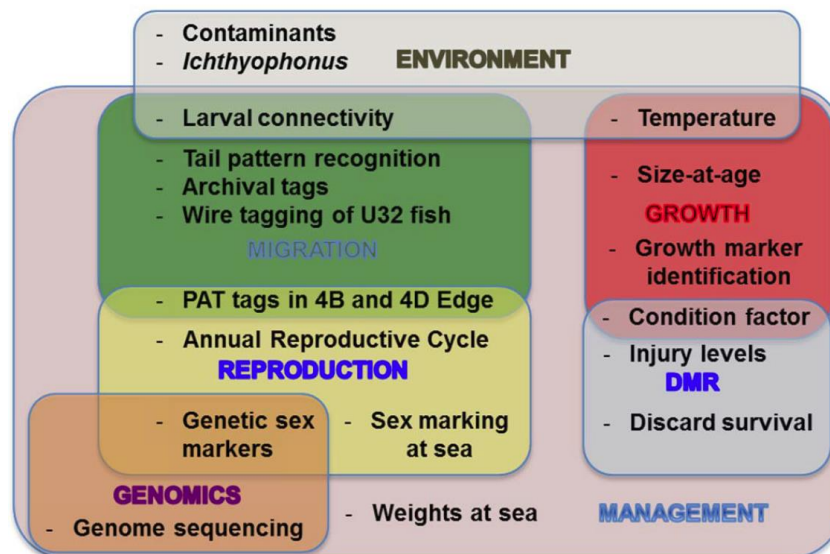 - Contaminants
- Ichthyophonus
ENVIRONMENT
- Larval connectivity
- Temperature
- Tail pattern recognition
- Archival tags
- Wire tagging of U32 fish
MIGRATION
- Size-at-age
GROWTH
- Growth marker
identification
- PAT tags in 4B and 4D Edge
- Condition factor
- Annual Reproductive Cycle
REPRODUCTION
- Injury levels
DMR
- Discard survival
- Genetic sex
markers
- Sex marking
at sea
GENOMICS
- Genome sequencing
- Weights at sea
MANAGEMENT